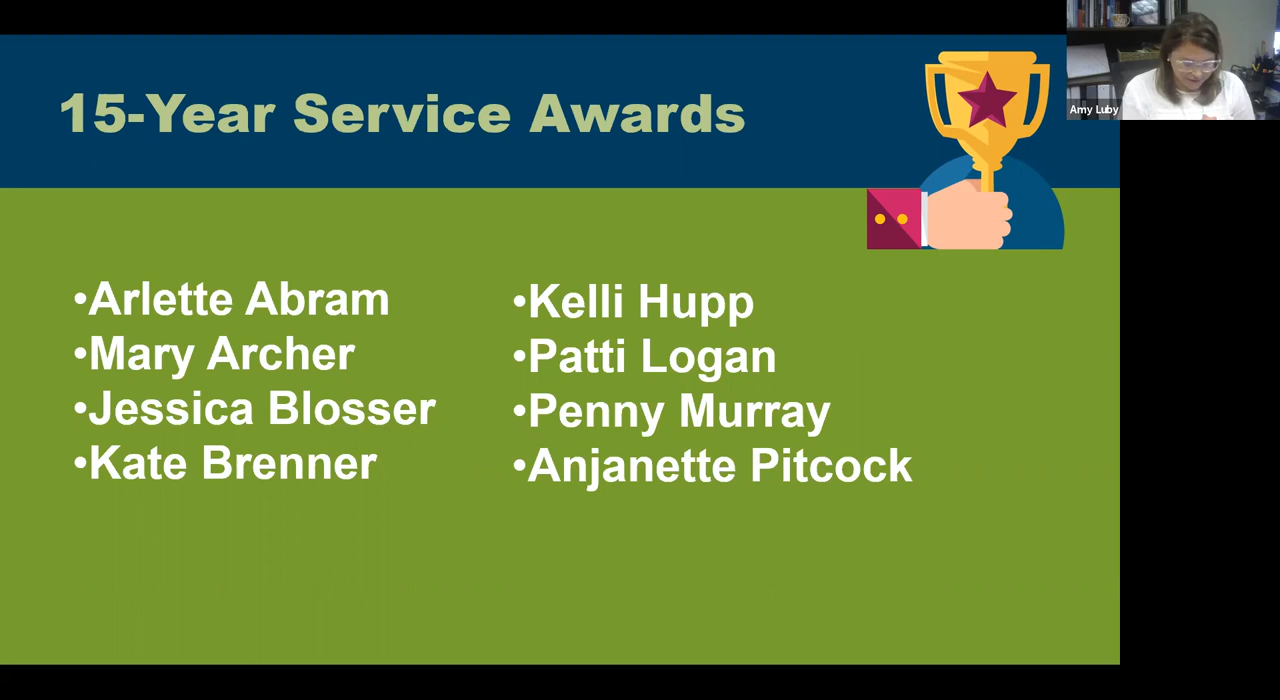 15-Year Service Awards
Amy Luby
•Arlette Abram
•Mary Archer
•Jessica Blosser
•Kate Brenner
•Kelli Hupp
•Patti Logan
•Penny Murray
•Anjanette Pitcock